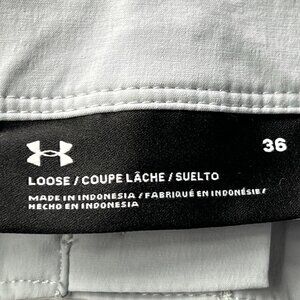 36
LOOSE / COUPE LÂCHE / SUELTO
MADE IN INDONESIA / FABRIQUÉ EN INDONÉSIE /
HECHO EN INDONESIA